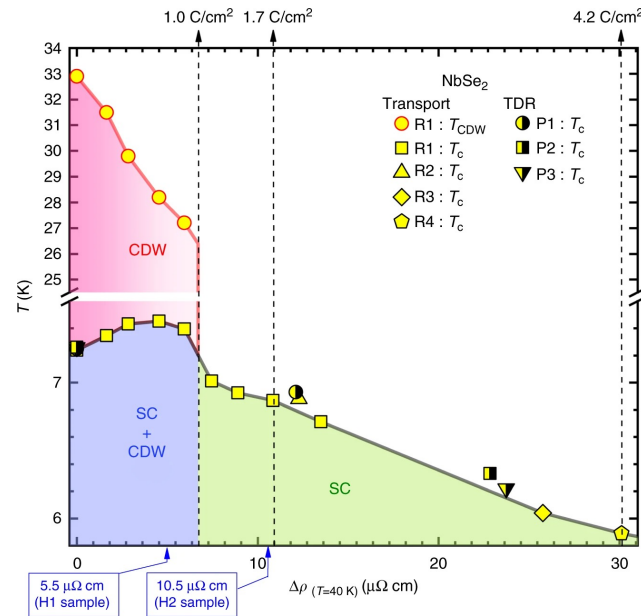 1.0 C/cm² 1.7 C/cm² 4.2 C/cm²
34
33
32
31
30
29
28
27
26
25
7
6
T (K)
NbSe₂
Transport TDR
R1 : T_CDW P1 : T_c
R1 : T_c P2 : T_c
R2 : T_c P3 : T_c
R3 : T_c
R4 : T_c
CDW
SC
+
CDW
SC
0 10 20 30
Δρ (T=40 K) (μΩ cm)
5.5 μΩ cm
(H1 sample)
10.5 μΩ cm
(H2 sample)